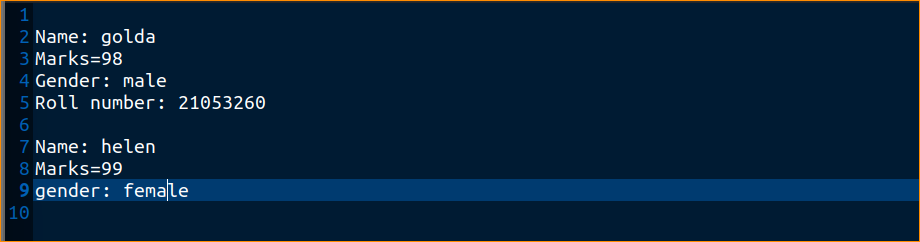 1
2 Name: golda
3 Marks=98
4 Gender: male
5 Roll number: 21053260
6
7 Name: helen
8 Marks=99
9 gender: female
10